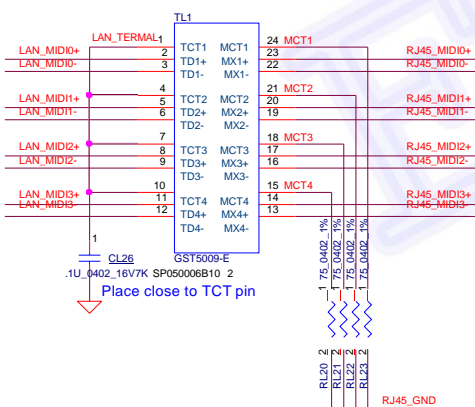 TL1
LAN_TERMAL 1 TCT1 MCT1 24 MCT1
LAN_MIDI0+ 2 TD1+ MX1+ 23 RJ45_MIDI0+
LAN_MIDI0- 3 TD1- MX1- 22 RJ45_MIDI0-
4 TCT2 MCT2 21 MCT2
LAN_MIDI1+ 5 TD2+ MX2+ 20 RJ45_MIDI1+
LAN_MIDI1- 6 TD2- MX2- 19 RJ45_MIDI1-
7 TCT3 MCT3 18 MCT3
LAN_MIDI2+ 8 TD3+ MX3+ 17 RJ45_MIDI2+
LAN_MIDI2- 9 TD3- MX3- 16 RJ45_MIDI2-
10 TCT4 MCT4 15 MCT4
LAN_MIDI3+ 11 TD4+ MX4+ 14 RJ45_MIDI3+
LAN_MIDI3- 12 TD4- MX4- 13 RJ45_MIDI3-
1
CL26
.1U_0402_16V7K
2
GST5009-E
SP050006B10
Place close to TCT pin
1 75_0402_1%
1 75_0402_1%
1 75_0402_1%
1 75_0402_1%
RL20 2
RL21 2
RL22 2
RL23 2
RJ45_GND